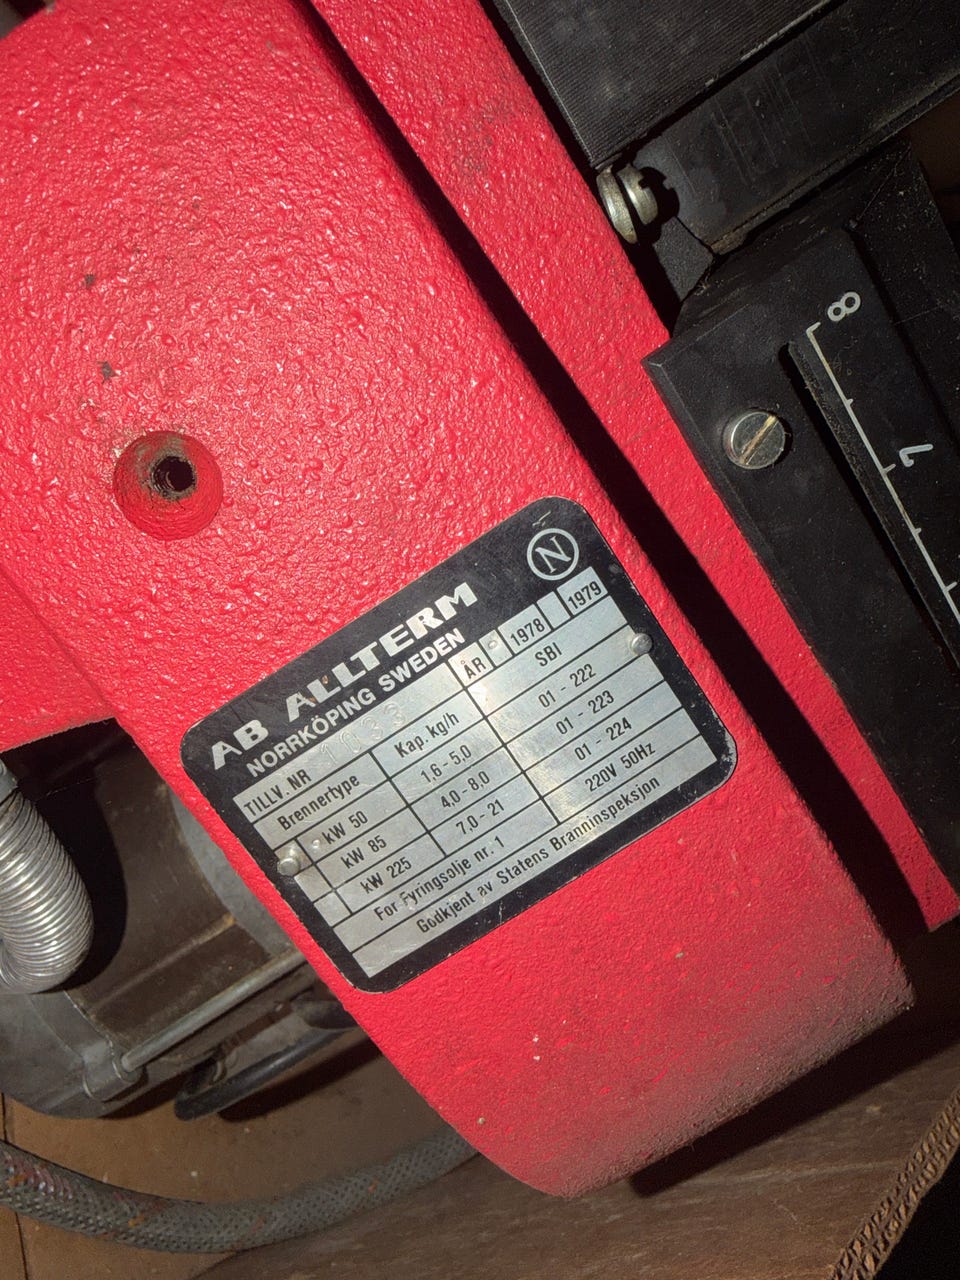 N
AB ALLTERM
NORRKÖPING SWEDEN
TILLV. NR 1033 ÅR 1978 1979
Brennertype Kap. kg/h SBI
kW 50 1,6 - 5,0 01 - 222
kW 85 4,0 - 8,0 01 - 223
kW 225 7,0 - 21 01 - 224
For Fyringsolje nr. 1 220V 50Hz
Godkjent av Statens Branninspeksjon
8
7